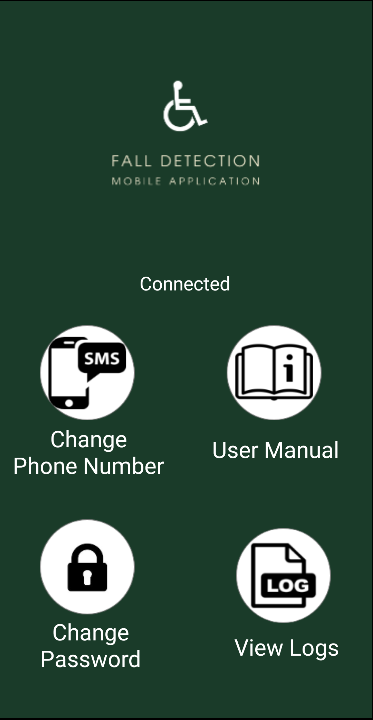 FALL DETECTION
MOBILE APPLICATION
Connected
SMS
i
Change
Phone Number
User Manual
LOG
Change
Password
View Logs